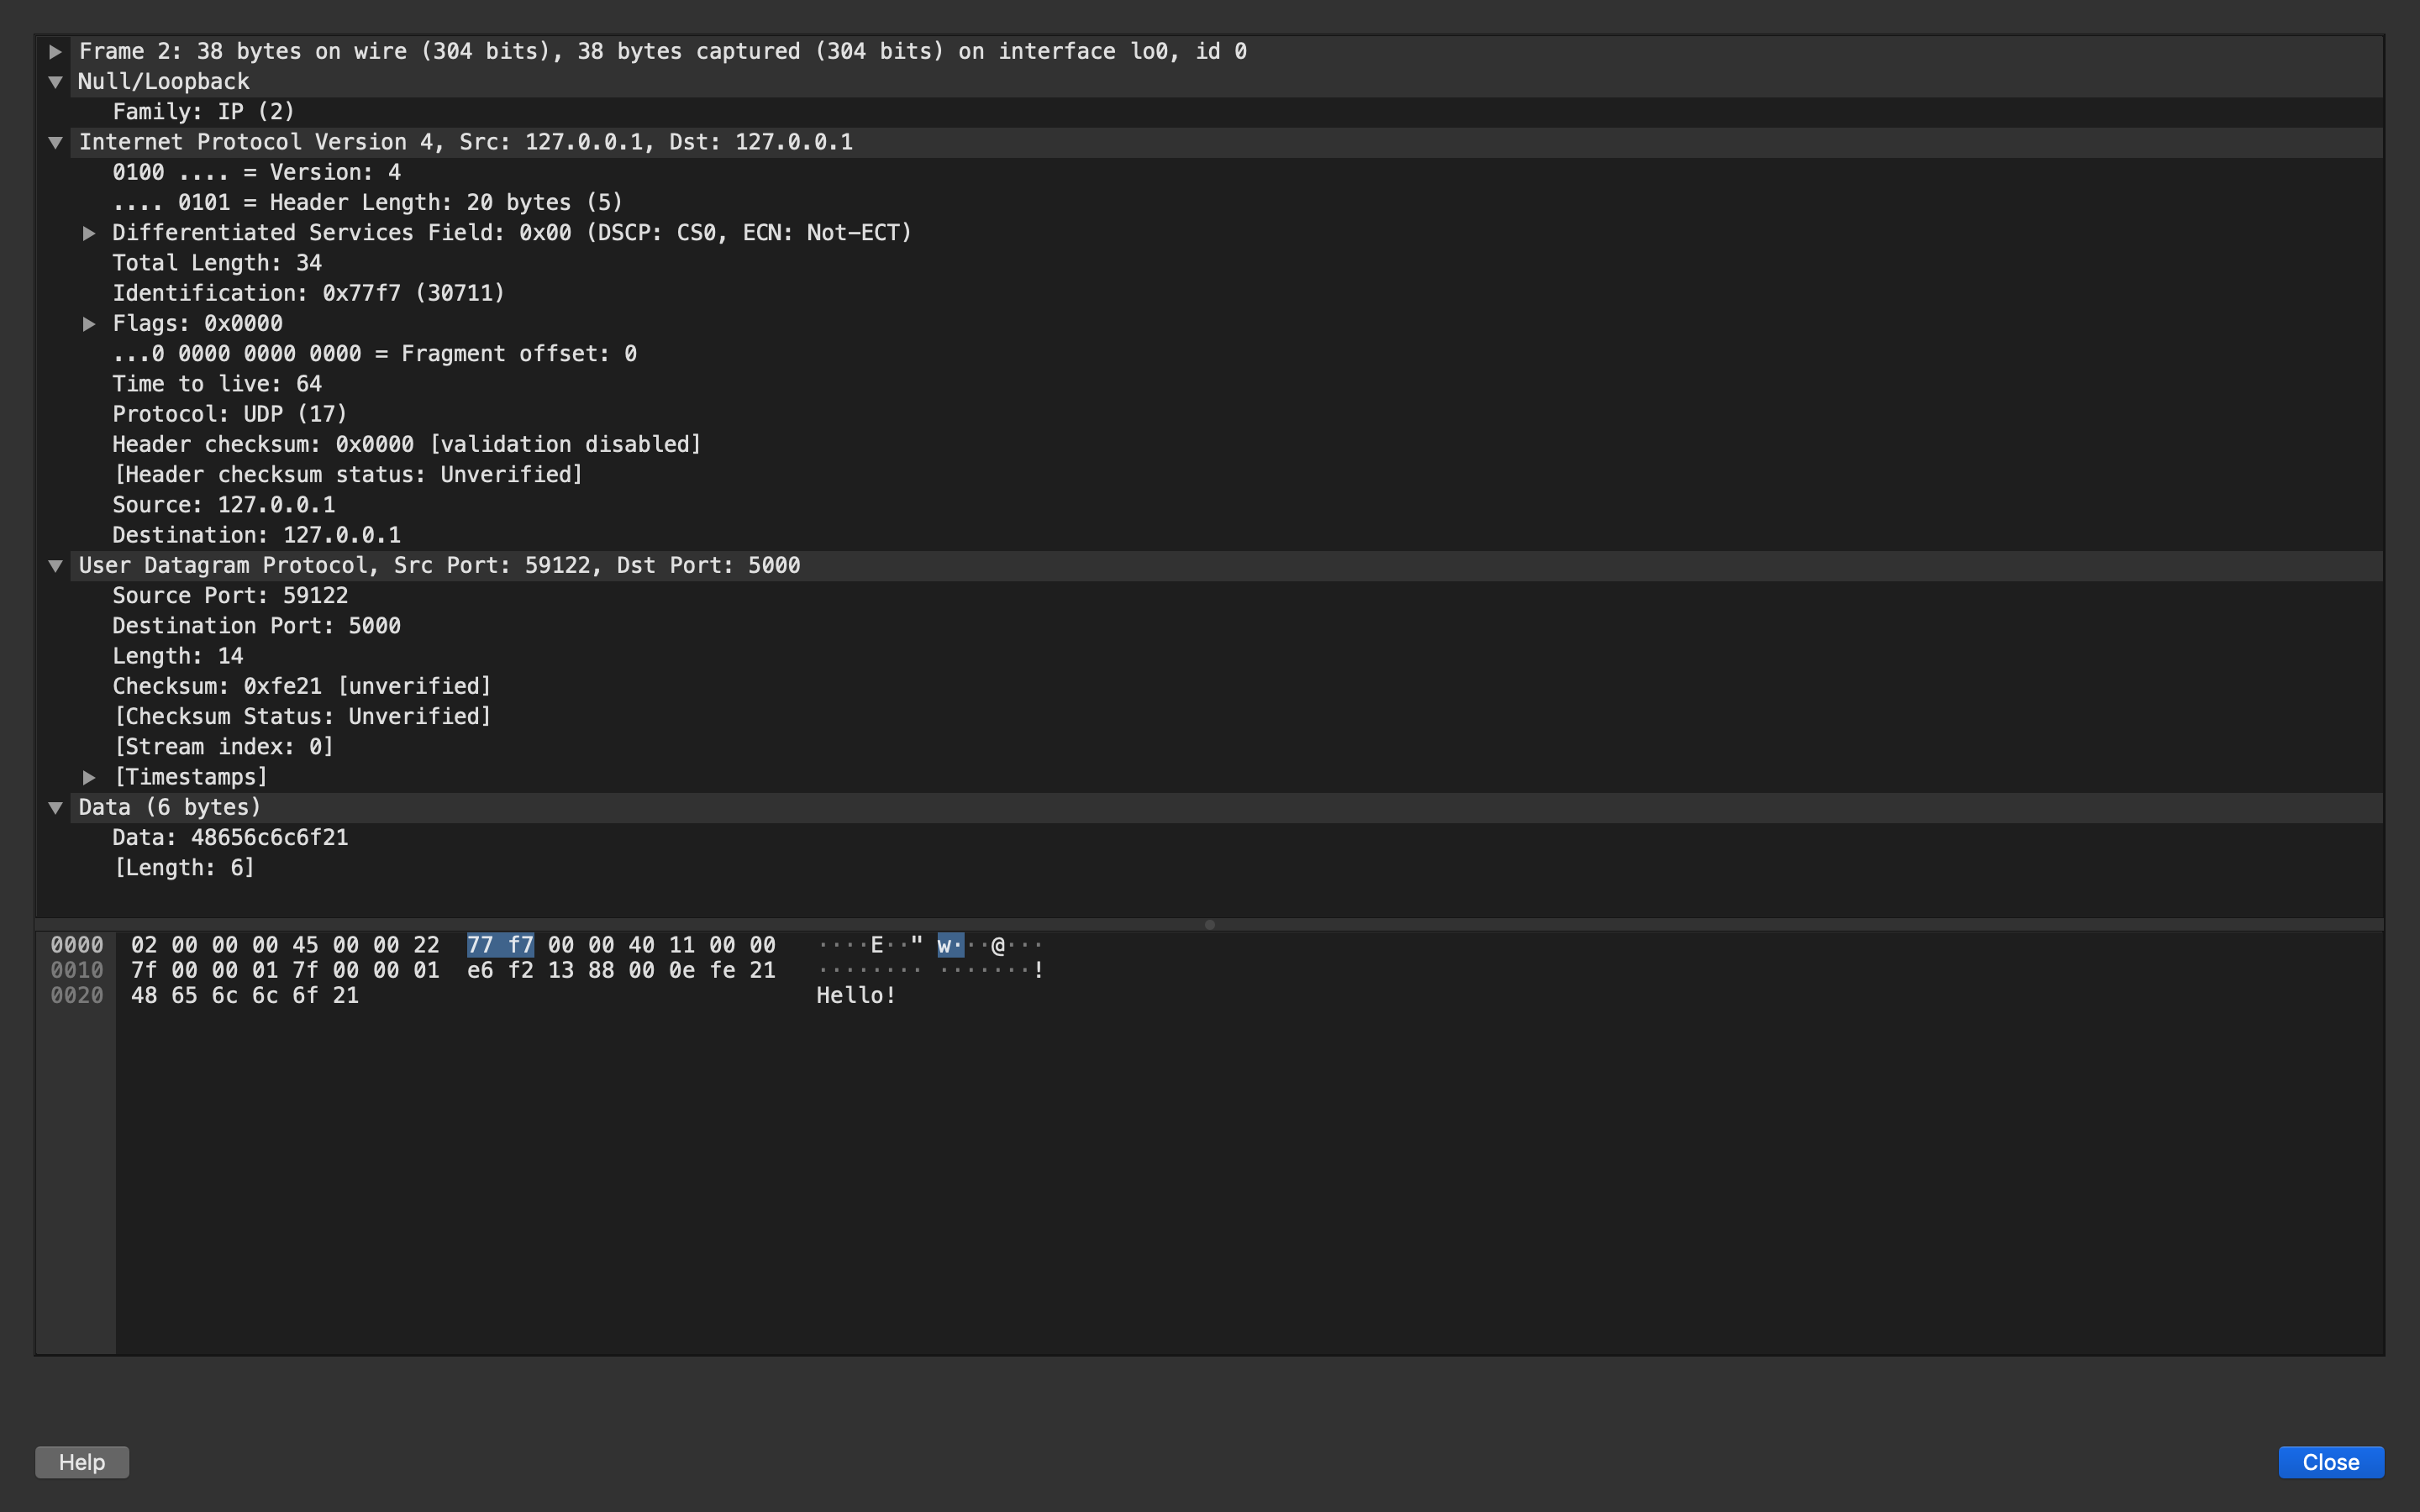 Frame 2: 38 bytes on wire (304 bits), 38 bytes captured (304 bits) on interface lo0, id 0
Null/Loopback
Family: IP (2)
Internet Protocol Version 4, Src: 127.0.0.1, Dst: 127.0.0.1
0100 .... = Version: 4
.... 0101 = Header Length: 20 bytes (5)
Differentiated Services Field: 0x00 (DSCP: CS0, ECN: Not-ECT)
Total Length: 34
Identification: 0x77f7 (30711)
Flags: 0x0000
...0 0000 0000 0000 = Fragment offset: 0
Time to live: 64
Protocol: UDP (17)
Header checksum: 0x0000 [validation disabled]
[Header checksum status: Unverified]
Source: 127.0.0.1
Destination: 127.0.0.1
User Datagram Protocol, Src Port: 59122, Dst Port: 5000
Source Port: 59122
Destination Port: 5000
Length: 14
Checksum: 0xfe21 [unverified]
[Checksum Status: Unverified]
[Stream index: 0]
[Timestamps]
Data (6 bytes)
Data: 48656c6c6f21
[Length: 6]
0000 02 00 00 00 45 00 00 22 77 f7 00 00 40 11 00 00 ····E··" w···@···
0010 7f 00 00 01 7f 00 00 01 e6 f2 13 88 00 0e fe 21 ········ ·······!
0020 48 65 6c 6c 6f 21 Hello!
Help Close